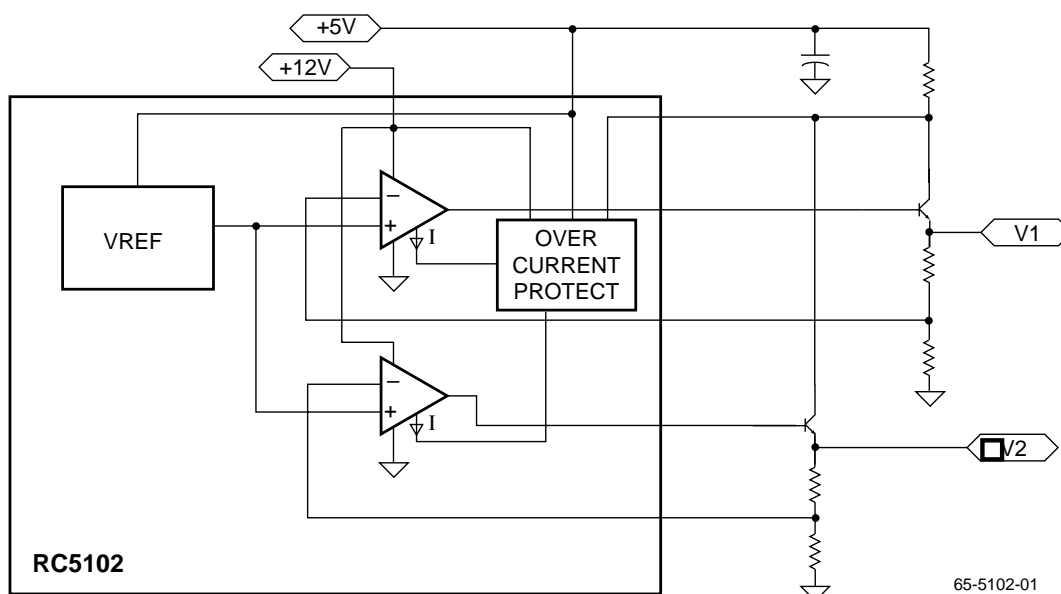 +5V
+12V
VREF
−
+
I
OVER
CURRENT
PROTECT
V1
−
+
I
V2
RC5102
65-5102-01